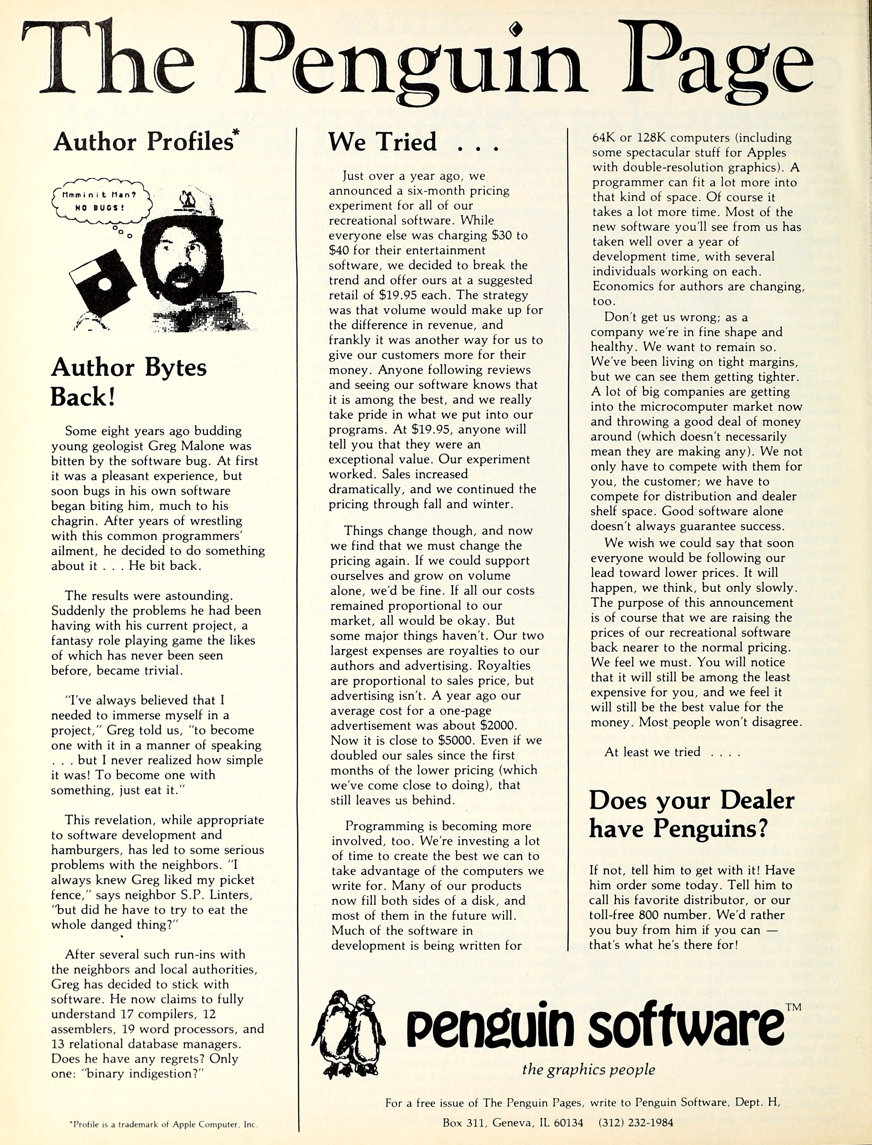 The Penguin Page
Author Profiles*
Mmminit Man?
NO BUGS!
Author Bytes
Back!
Some eight years ago budding
young geologist Greg Malone was
bitten by the software bug. At first
it was a pleasant experience, but
soon bugs in his own software
began biting him, much to his
chagrin. After years of wrestling
with this common programmers'
ailment, he decided to do something
about it . . . He bit back.
The results were astounding.
Suddenly the problems he had been
having with his current project, a
fantasy role playing game the likes
of which has never been seen
before, became trivial.
"I've always believed that I
needed to immerse myself in a
project," Greg told us, "to become
one with it in a manner of speaking
. . . but I never realized how simple
it was! To become one with
something, just eat it."
This revelation, while appropriate
to software development and
hamburgers, has led to some serious
problems with the neighbors. "I
always knew Greg liked my picket
fence," says neighbor S.P. Linters,
"but did he have to try to eat the
whole danged thing?"
After several such run-ins with
the neighbors and local authorities,
Greg has decided to stick with
software. He now claims to fully
understand 17 compilers, 12
assemblers, 19 word processors, and
13 relational database managers.
Does he have any regrets? Only
one: "binary indigestion?"
*Profile is a trademark of Apple Computer, Inc.
We Tried . . .
Just over a year ago, we
announced a six-month pricing
experiment for all of our
recreational software. While
everyone else was charging $30 to
$40 for their entertainment
software, we decided to break the
trend and offer ours at a suggested
retail of $19.95 each. The strategy
was that volume would make up for
the difference in revenue, and
frankly it was another way for us to
give our customers more for their
money. Anyone following reviews
and seeing our software knows that
it is among the best, and we really
take pride in what we put into our
programs. At $19.95, anyone will
tell you that they were an
exceptional value. Our experiment
worked. Sales increased
dramatically, and we continued the
pricing through fall and winter.
Things change though, and now
we find that we must change the
pricing again. If we could support
ourselves and grow on volume
alone, we'd be fine. If all our costs
remained proportional to our
market, all would be okay. But
some major things haven't. Our two
largest expenses are royalties to our
authors and advertising. Royalties
are proportional to sales price, but
advertising isn't. A year ago our
average cost for a one-page
advertisement was about $2000.
Now it is close to $5000. Even if we
doubled our sales since the first
months of the lower pricing (which
we've come close to doing), that
still leaves us behind.
Programming is becoming more
involved, too. We're investing a lot
of time to create the best we can to
take advantage of the computers we
write for. Many of our products
now fill both sides of a disk, and
most of them in the future will.
Much of the software in
development is being written for
64K or 128K computers (including
some spectacular stuff for Apples
with double-resolution graphics). A
programmer can fit a lot more into
that kind of space. Of course it
takes a lot more time. Most of the
new software you'll see from us has
taken well over a year of
development time, with several
individuals working on each.
Economics for authors are changing,
too.
Don't get us wrong; as a
company we're in fine shape and
healthy. We want to remain so.
We've been living on tight margins,
but we can see them getting tighter.
A lot of big companies are getting
into the microcomputer market now
and throwing a good deal of money
around (which doesn't necessarily
mean they are making any). We not
only have to compete with them for
you, the customer; we have to
compete for distribution and dealer
shelf space. Good software alone
doesn't always guarantee success.
We wish we could say that soon
everyone would be following our
lead toward lower prices. It will
happen, we think, but only slowly.
The purpose of this announcement
is of course that we are raising the
prices of our recreational software
back nearer to the normal pricing.
We feel we must. You will notice
that it will still be among the least
expensive for you, and we feel it
will still be the best value for the
money. Most people won't disagree.
At least we tried . . . .
Does your Dealer
have Penguins?
If not, tell him to get with it! Have
him order some today. Tell him to
call his favorite distributor, or our
toll-free 800 number. We'd rather
you buy from him if you can —
that's what he's there for!
penguin software™
the graphics people
For a free issue of The Penguin Pages, write to Penguin Software, Dept. H,
Box 311, Geneva, IL 60134 (312) 232-1984